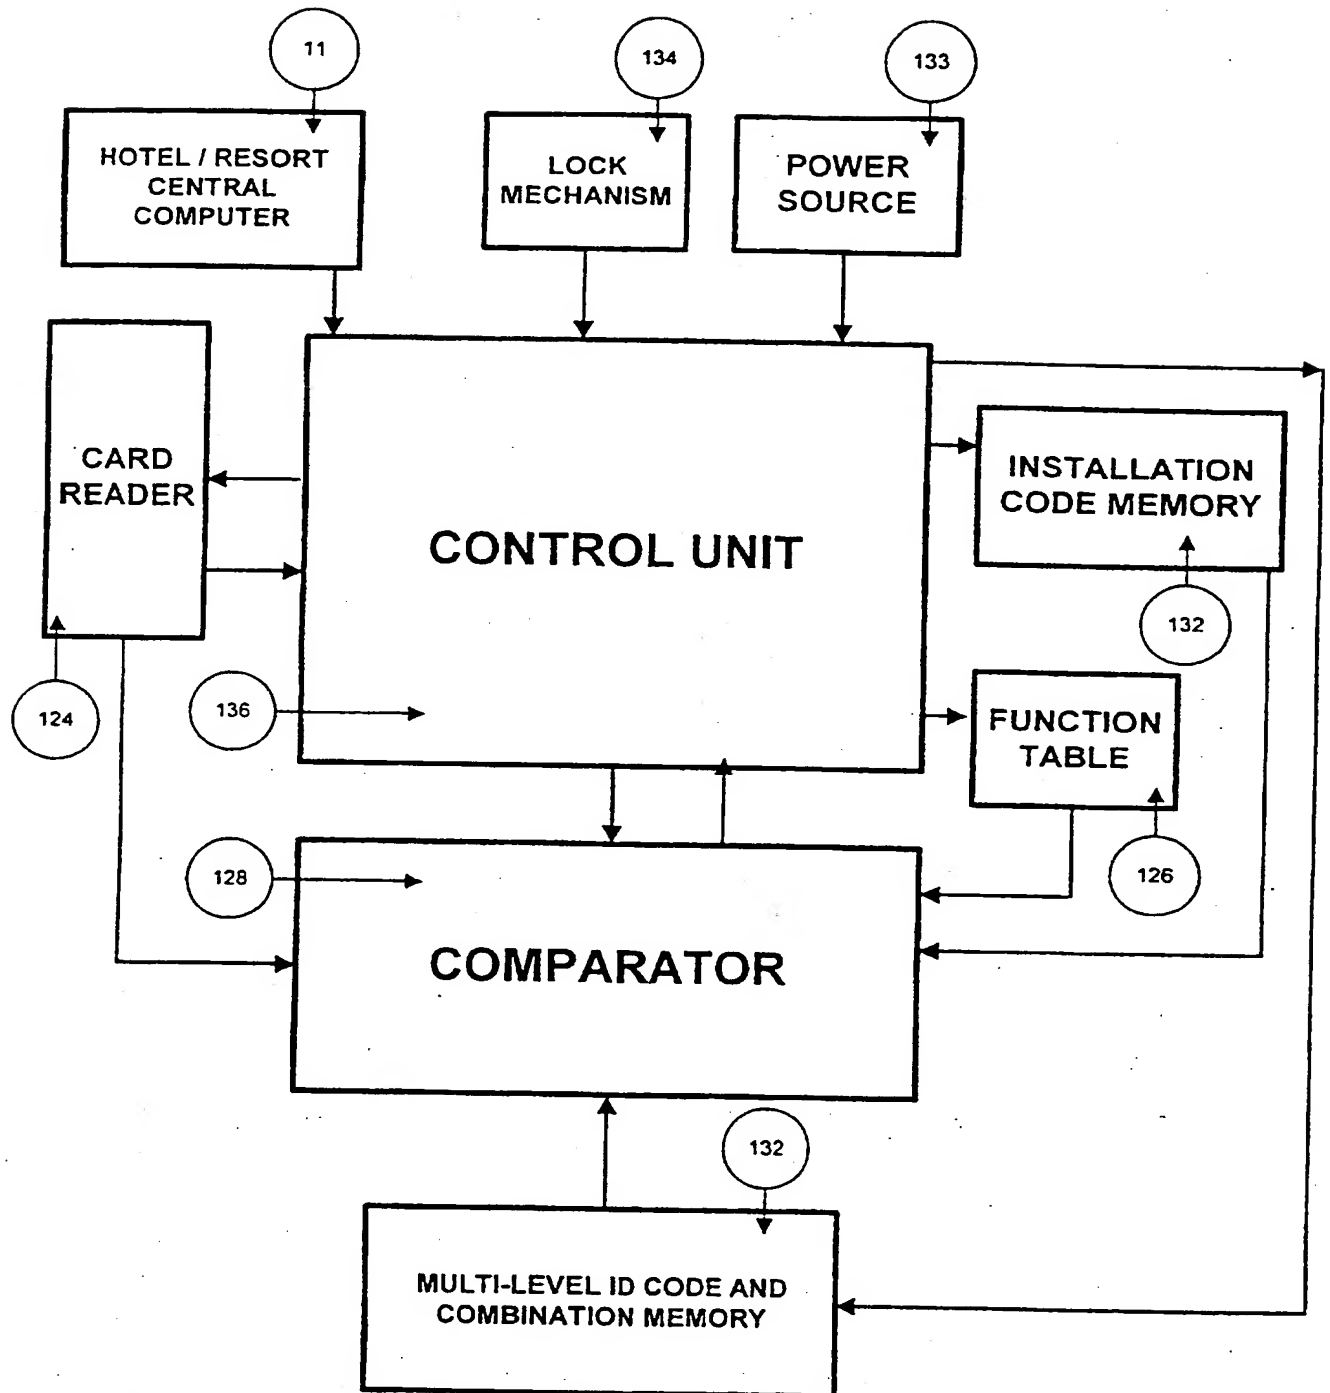 11
134
133
HOTEL / RESORT
CENTRAL
COMPUTER
LOCK
MECHANISM
POWER
SOURCE
CARD
READER
CONTROL UNIT
INSTALLATION
CODE MEMORY
132
124
136
FUNCTION
TABLE
128
126
COMPARATOR
132
MULTI-LEVEL ID CODE AND
COMBINATION MEMORY